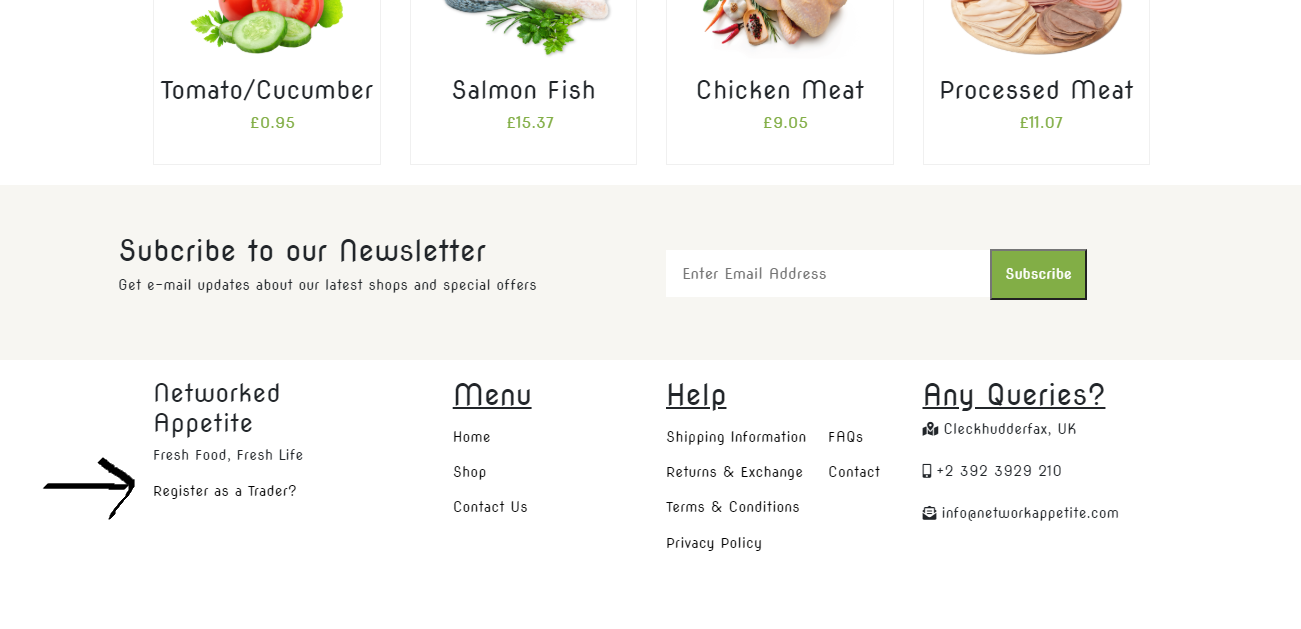 Tomato/Cucumber
£0.95
Salmon Fish
£15.37
Chicken Meat
£9.05
Processed Meat
£11.07
Subcribe to our Newsletter
Get e-mail updates about our latest shops and special offers
Enter Email Address
Subscribe
Networked
Appetite
Fresh Food, Fresh Life
Register as a Trader?
Menu
Home
Shop
Contact Us
Help
Shipping Information
Returns & Exchange
Terms & Conditions
Privacy Policy
FAQs
Contact
Any Queries?
Cleckhudderfax, UK
+2 392 3929 210
info@networkappetite.com